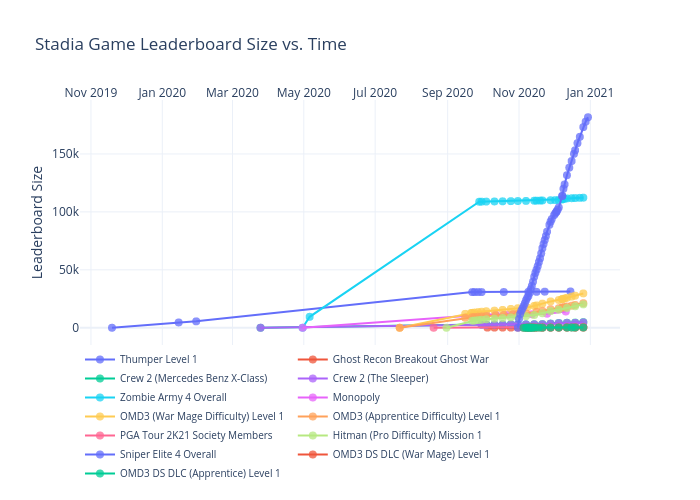 Stadia Game Leaderboard Size vs. Time
Nov 2019 Jan 2020 Mar 2020 May 2020 Jul 2020 Sep 2020 Nov 2020 Jan 2021
Leaderboard Size
150k
100k
50k
0
Thumper Level 1 Ghost Recon Breakout Ghost War
Crew 2 (Mercedes Benz X-Class) Crew 2 (The Sleeper)
Zombie Army 4 Overall Monopoly
OMD3 (War Mage Difficulty) Level 1 OMD3 (Apprentice Difficulty) Level 1
PGA Tour 2K21 Society Members Hitman (Pro Difficulty) Mission 1
Sniper Elite 4 Overall OMD3 DS DLC (War Mage) Level 1
OMD3 DS DLC (Apprentice) Level 1